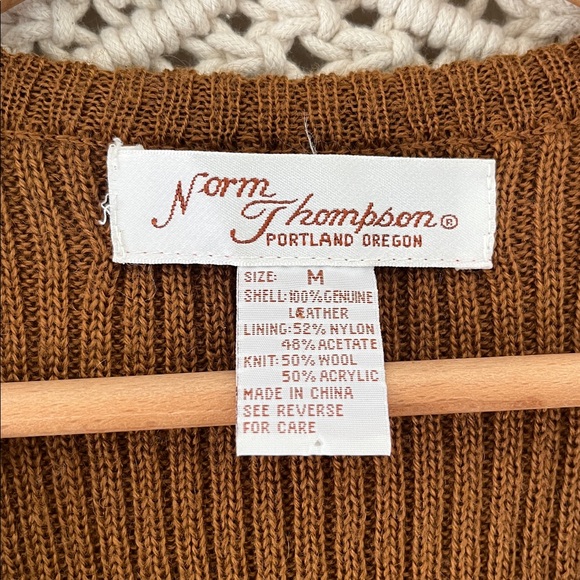 Norm
Thompson®
PORTLAND OREGON
SIZE: M
SHELL:100%GENUINE
LEATHER
LINING:52% NYLON
48% ACETATE
KNIT:50% WOOL
50% ACRYLIC
MADE IN CHINA
SEE REVERSE
FOR CARE